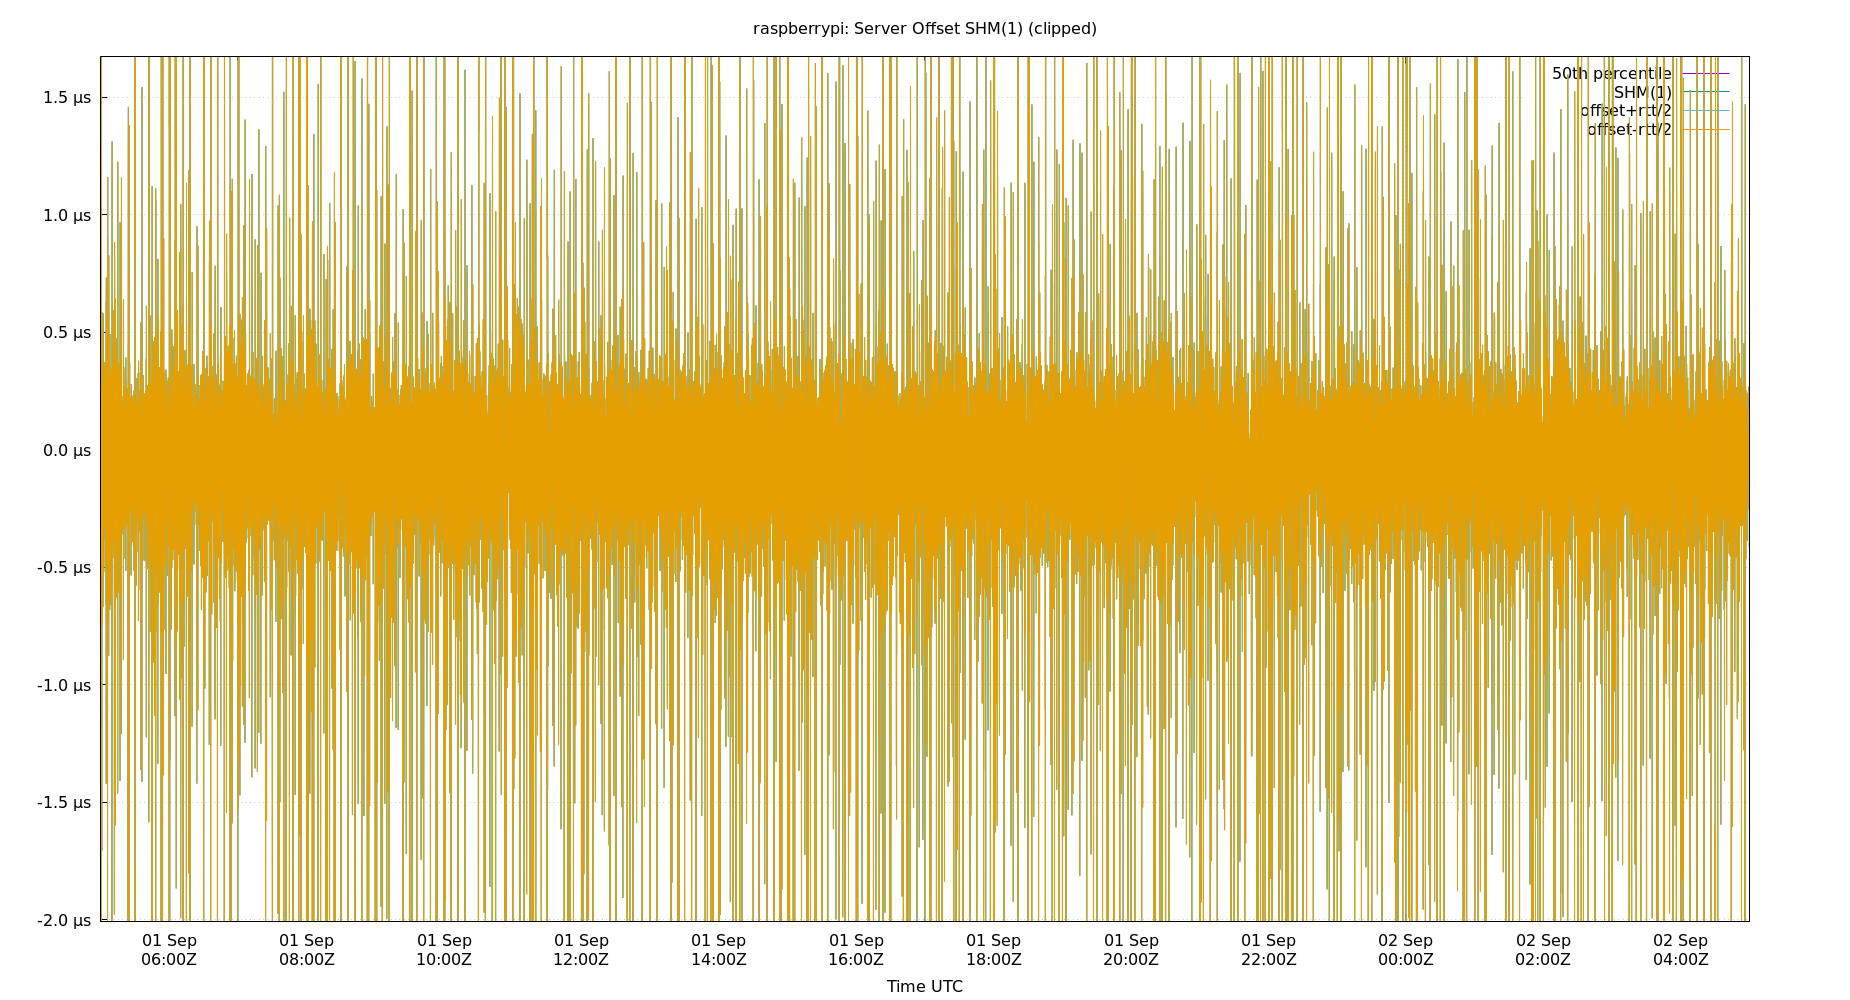 raspberrypi: Server Offset SHM(1) (clipped)
50th percentile
SHM(1)
offset+rtt/2
offset-rtt/2
1.5 µs
1.0 µs
0.5 µs
0.0 µs
-0.5 µs
-1.0 µs
-1.5 µs
-2.0 µs
01 Sep 01 Sep 01 Sep 01 Sep 01 Sep 01 Sep 01 Sep 01 Sep 01 Sep 02 Sep 02 Sep 02 Sep
06:00Z 08:00Z 10:00Z 12:00Z 14:00Z 16:00Z 18:00Z 20:00Z 22:00Z 00:00Z 02:00Z 04:00Z
Time UTC